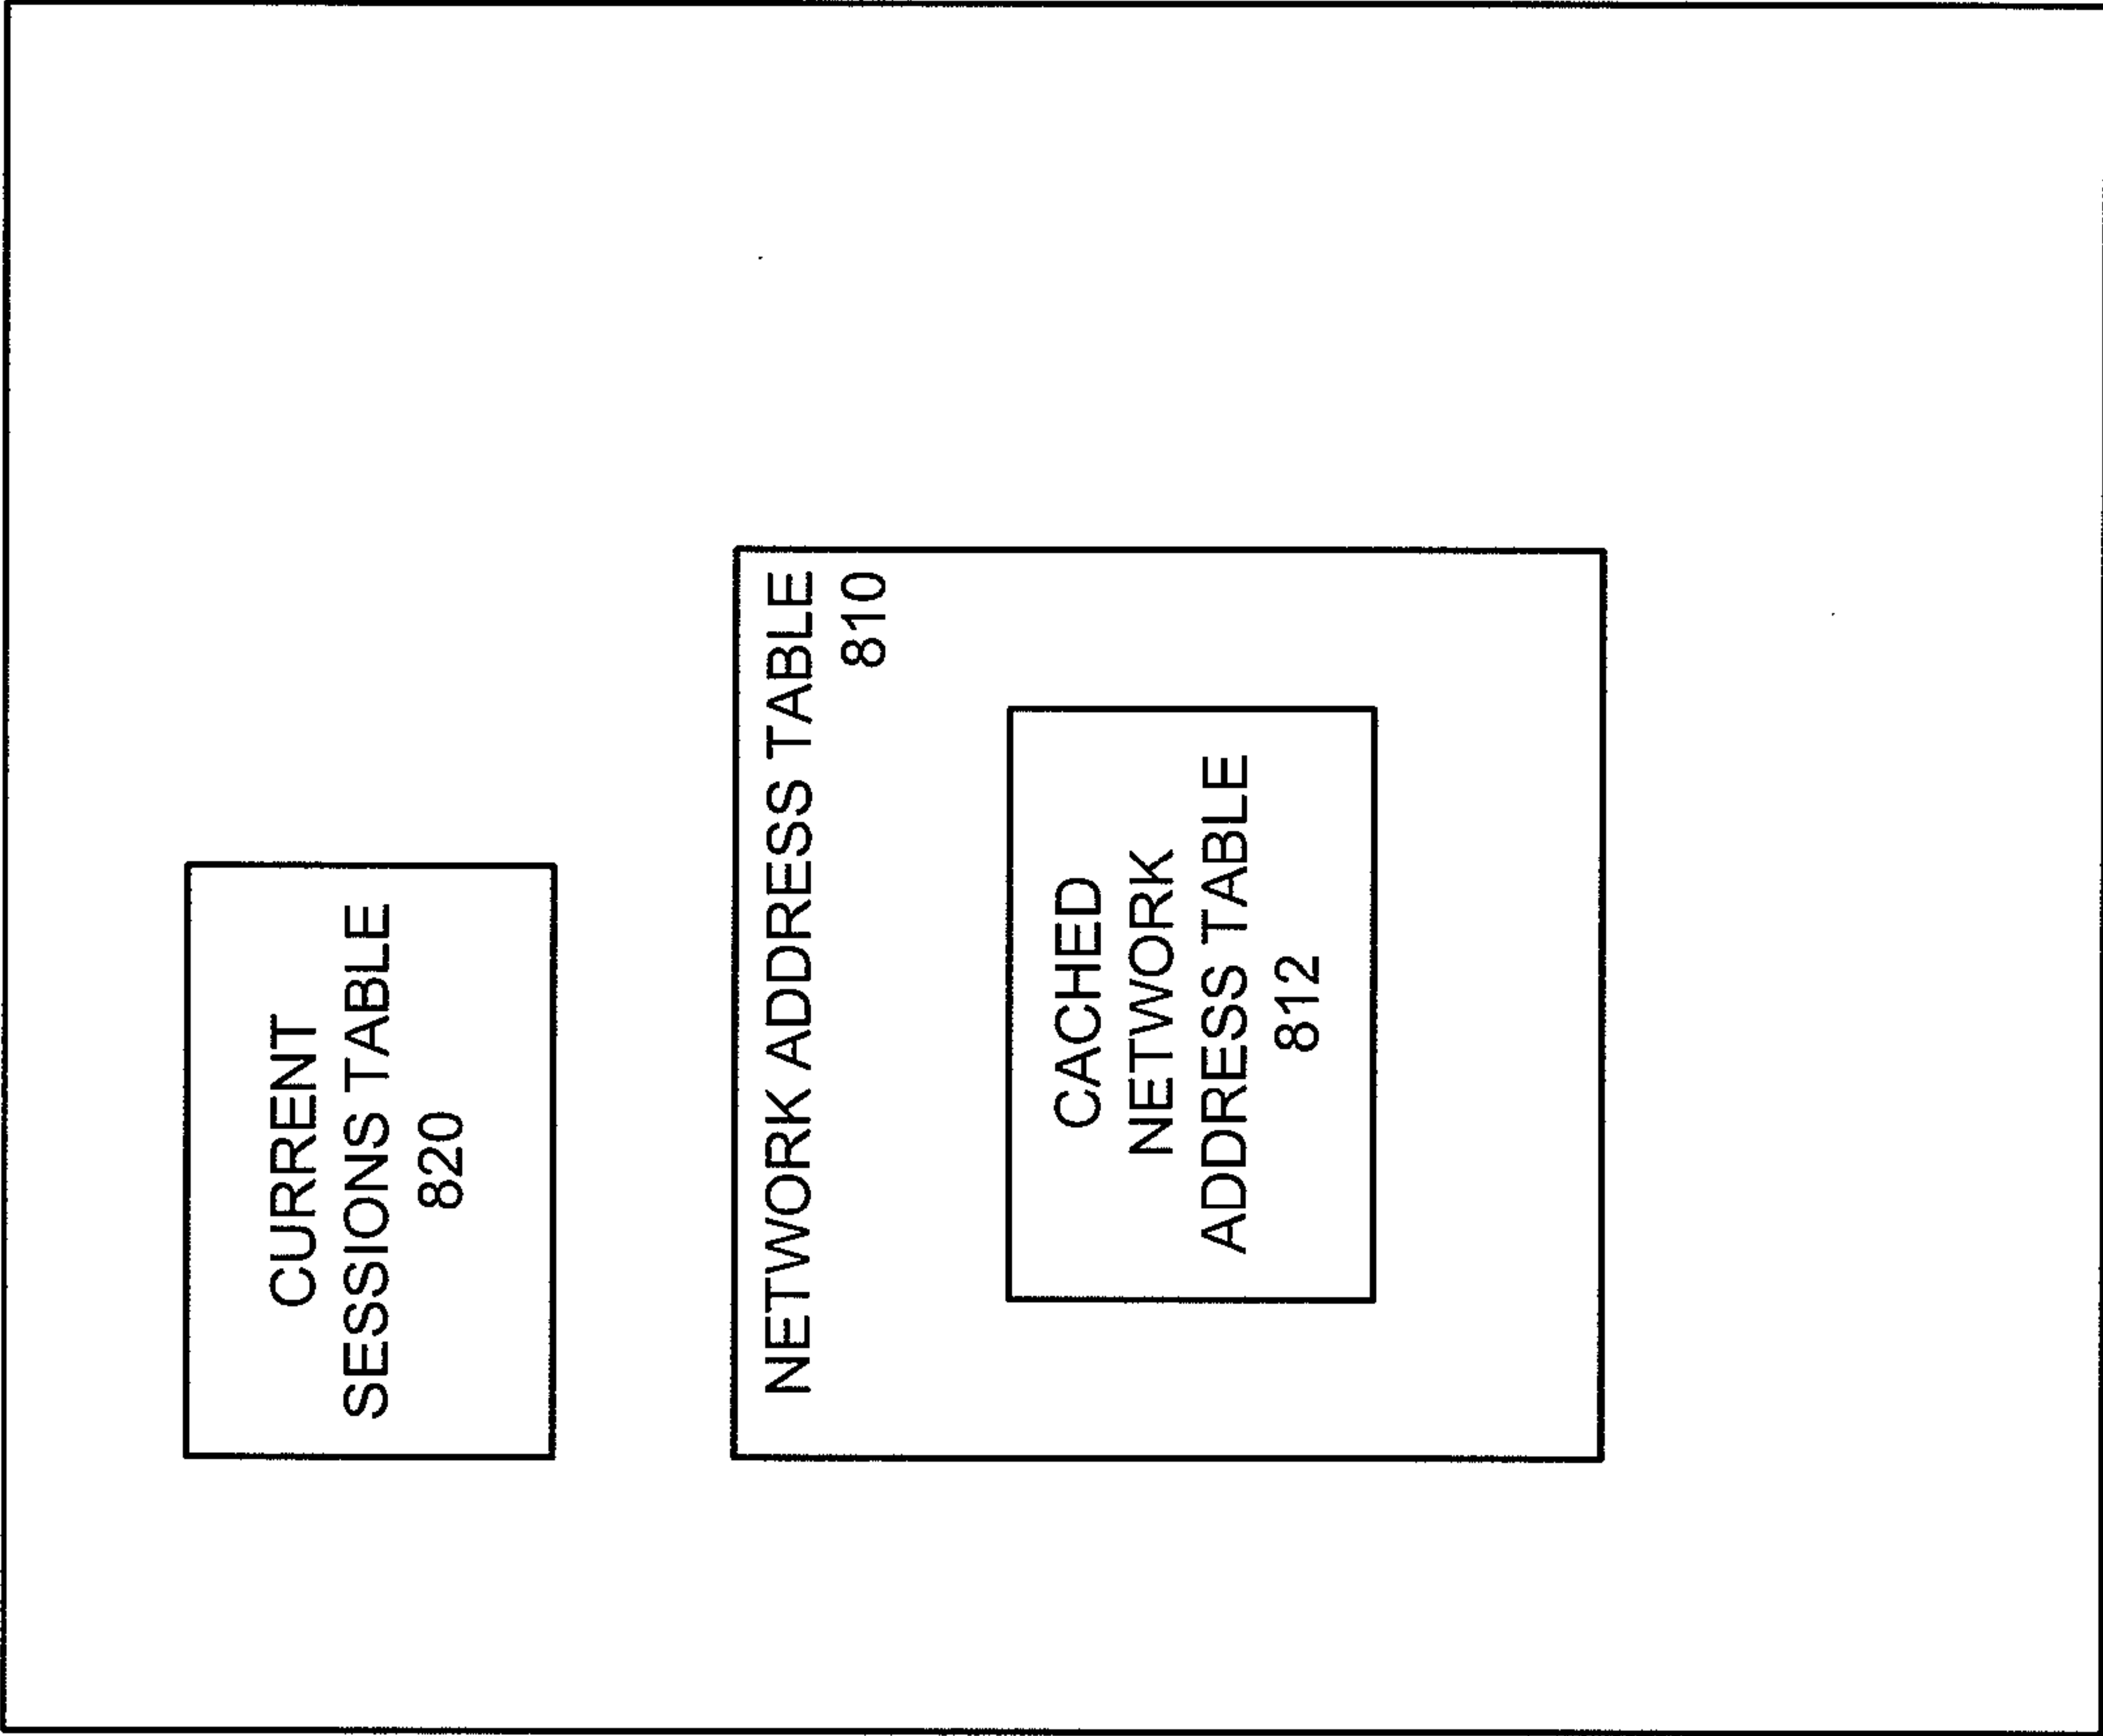 CURRENT
SESSIONS TABLE
820
NETWORK ADDRESS TABLE
810
CACHED
NETWORK
ADDRESS TABLE
812